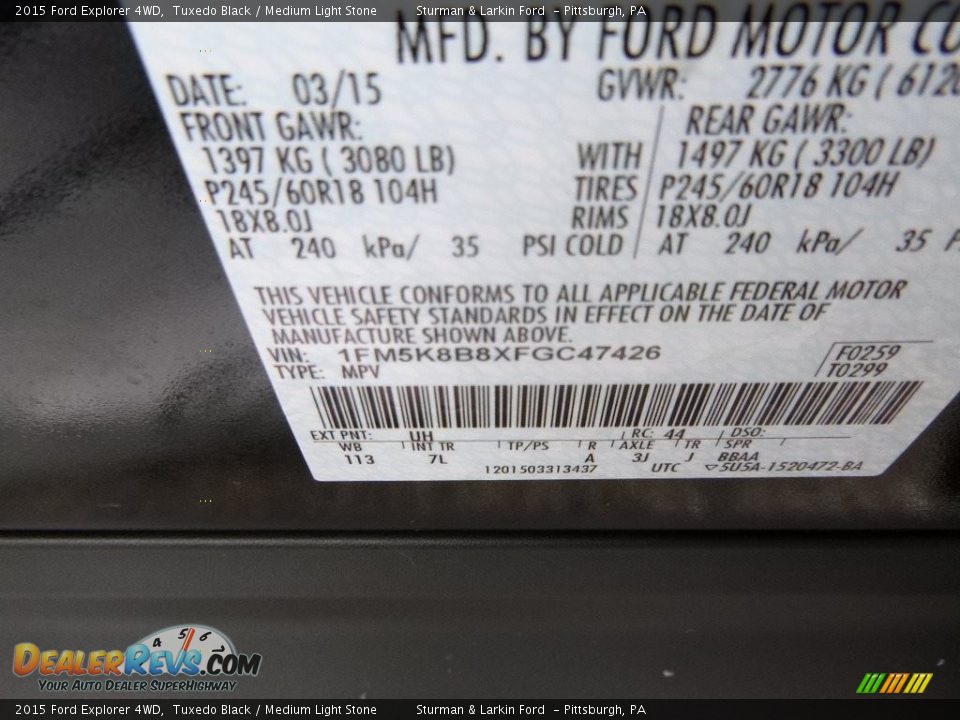 2015 Ford Explorer 4WD, Tuxedo Black / Medium Light Stone Sturman & Larkin Ford - Pittsburgh, PA
MFD. BY FORD MOTOR CO
DATE: 03/15 GVWR: 2776 KG ( 6120
FRONT GAWR: REAR GAWR:
1397 KG ( 3080 LB) WITH 1497 KG ( 3300 LB)
P245/60R18 104H TIRES P245/60R18 104H
18X8.0J RIMS 18X8.0J
AT 240 kPa/ 35 PSI COLD AT 240 kPa/ 35 P
THIS VEHICLE CONFORMS TO ALL APPLICABLE FEDERAL MOTOR
VEHICLE SAFETY STANDARDS IN EFFECT ON THE DATE OF
MANUFACTURE SHOWN ABOVE.
VIN: 1FM5K8B8XFGC47426 F0259
TYPE: MPV T0299
EXT PNT: UH RC: 44 DSO:
WB INT TR TP/PS R AXLE TR SPR
113 7L A 3J J BBAA
1201503313437 UTC ▽5U5A-1520472-BA
4 5 6 7
DEALERREVS.COM
YOUR AUTO DEALER SUPERHIGHWAY
2015 Ford Explorer 4WD, Tuxedo Black / Medium Light Stone Sturman & Larkin Ford - Pittsburgh, PA